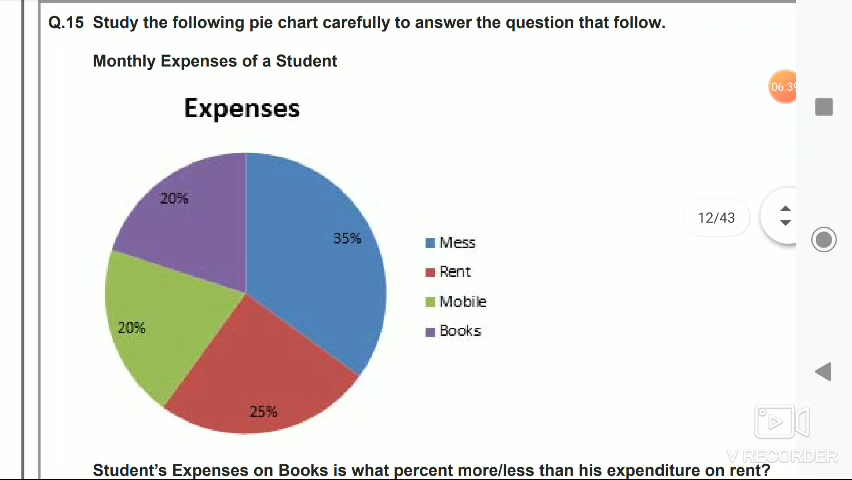 Q.15 Study the following pie chart carefully to answer the question that follow.
Monthly Expenses of a Student
06:39
Expenses
20%
35%
12/43
Mess
Rent
Mobile
Books
20%
25%
V RECORDER
Student's Expenses on Books is what percent more/less than his expenditure on rent?